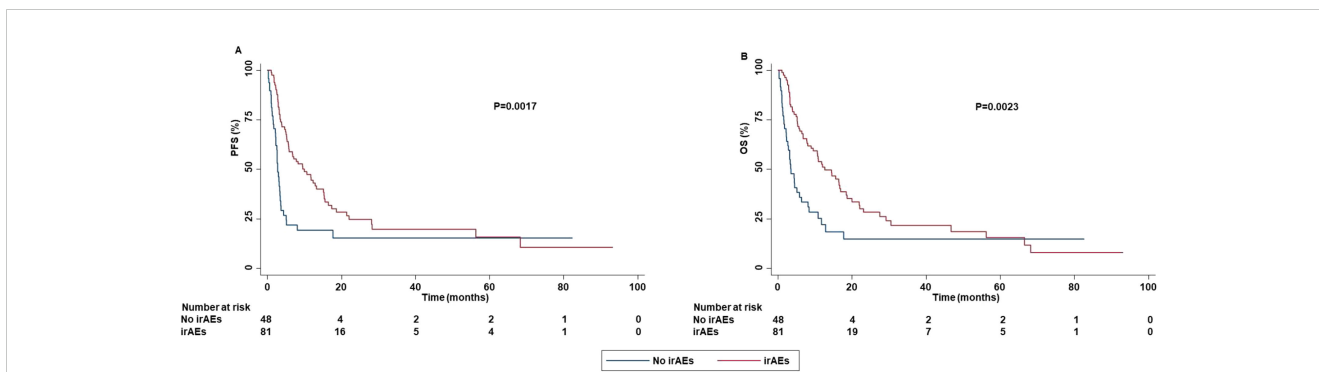 A
P=0.0017
PFS (%)
100
75
50
25
0
0 20 40 60 80 100
Time (months)
Number at risk
No irAEs 48 4 2 2 1 0
irAEs 81 16 5 4 1 0
B
P=0.0023
OS (%)
100
75
50
25
0
0 20 40 60 80 100
Time (months)
Number at risk
No irAEs 48 4 2 2 1 0
irAEs 81 19 7 5 1 0
No irAEs irAEs